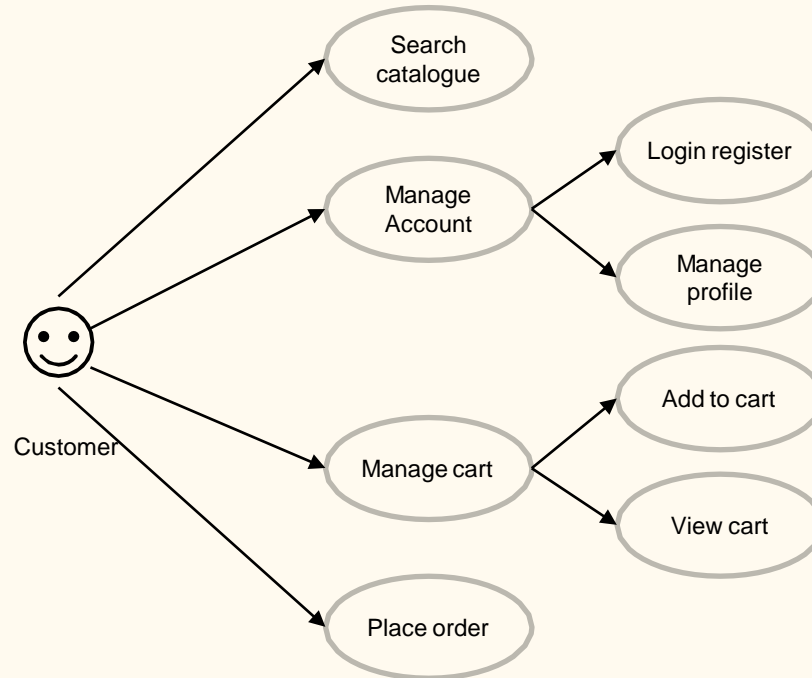 Search
catalogue
Login register
Manage
Account
Manage
profile
Add to cart
Customer
Manage cart
View cart
Place order